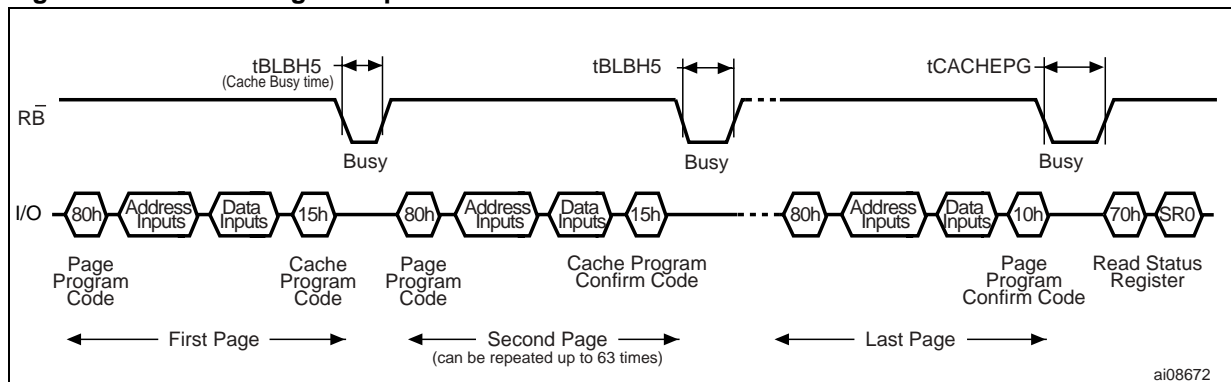 tBLBH5
(Cache Busy time)
tBLBH5
tCACHEPG
RB̅
Busy
Busy
Busy
I/O
80h
Address Inputs
Data Inputs
15h
80h
Address Inputs
Data Inputs
15h
80h
Address Inputs
Data Inputs
10h
70h
SR0
Page Program Code
Cache Program Code
Page Program Code
Cache Program Confirm Code
Page Program Confirm Code
Read Status Register
First Page
Second Page
(can be repeated up to 63 times)
Last Page
ai08672